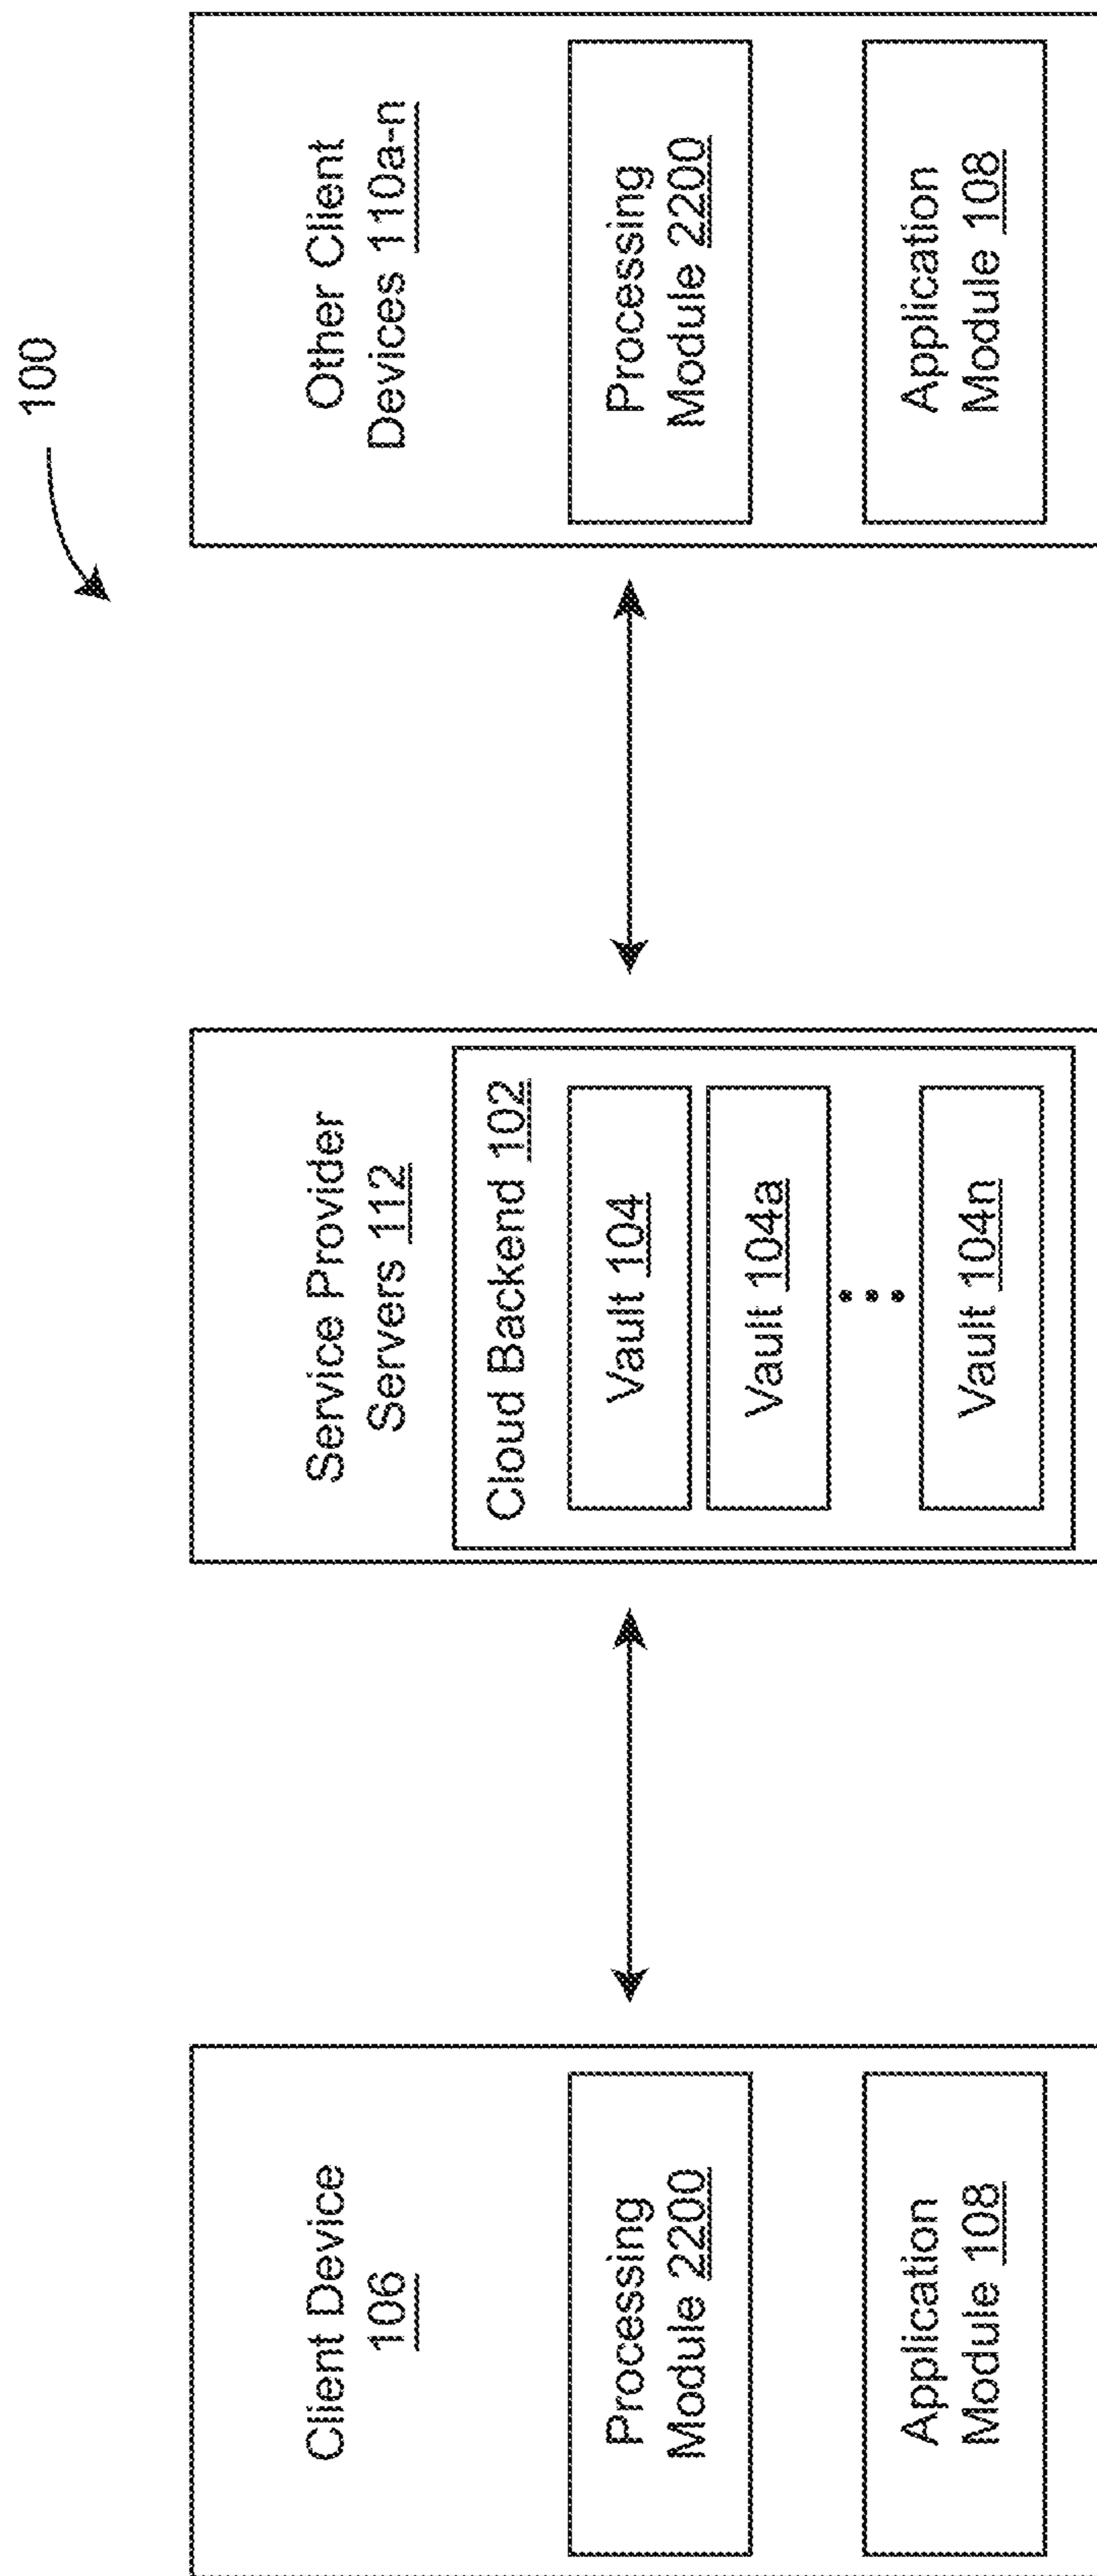 100
Client Device
106
Processing
Module 2200
Application
Module 108
Service Provider
Servers 112
Cloud Backend 102
Vault 104
Vault 104a
Vault 104n
Other Client
Devices 110a-n
Processing
Module 2200
Application
Module 108